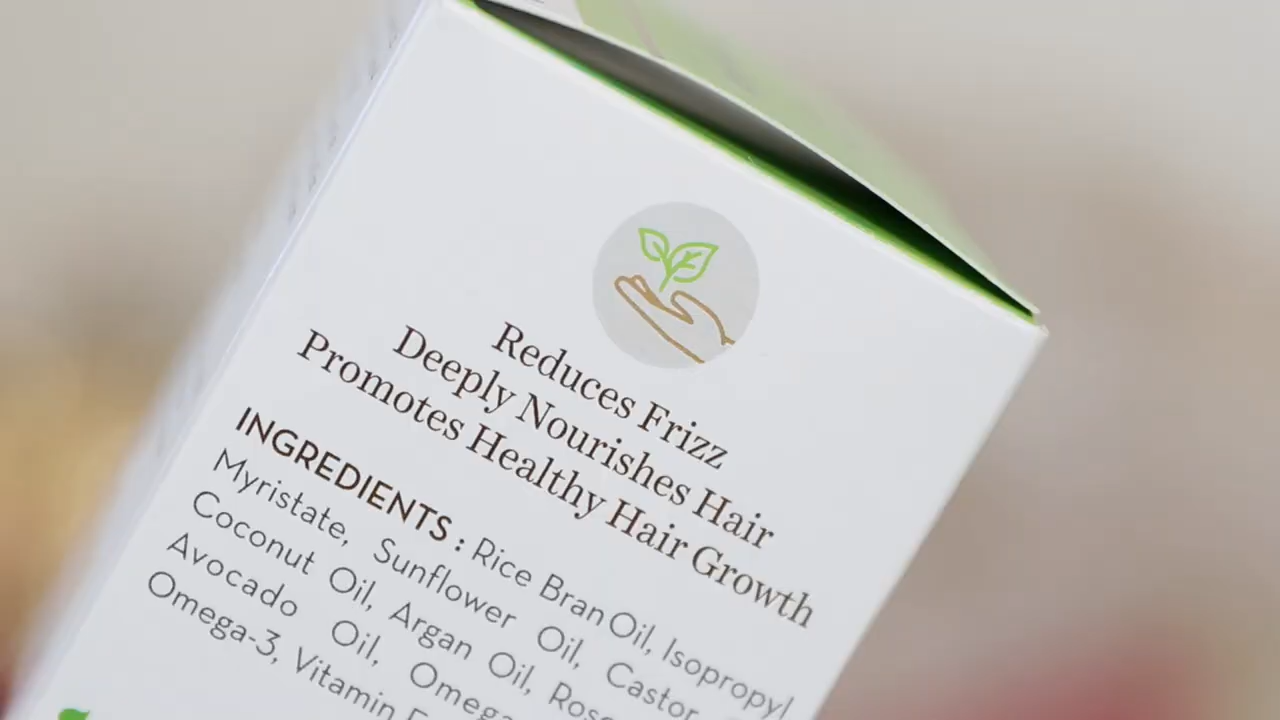 Reduces Frizz
Deeply Nourishes Hair
Promotes Healthy Hair Growth
INGREDIENTS : Rice Bran Oil, Isopropyl
Myristate, Sunflower Oil, Castor
Coconut Oil, Argan Oil,
Avocado Oil,
Omega-3, Vitamin